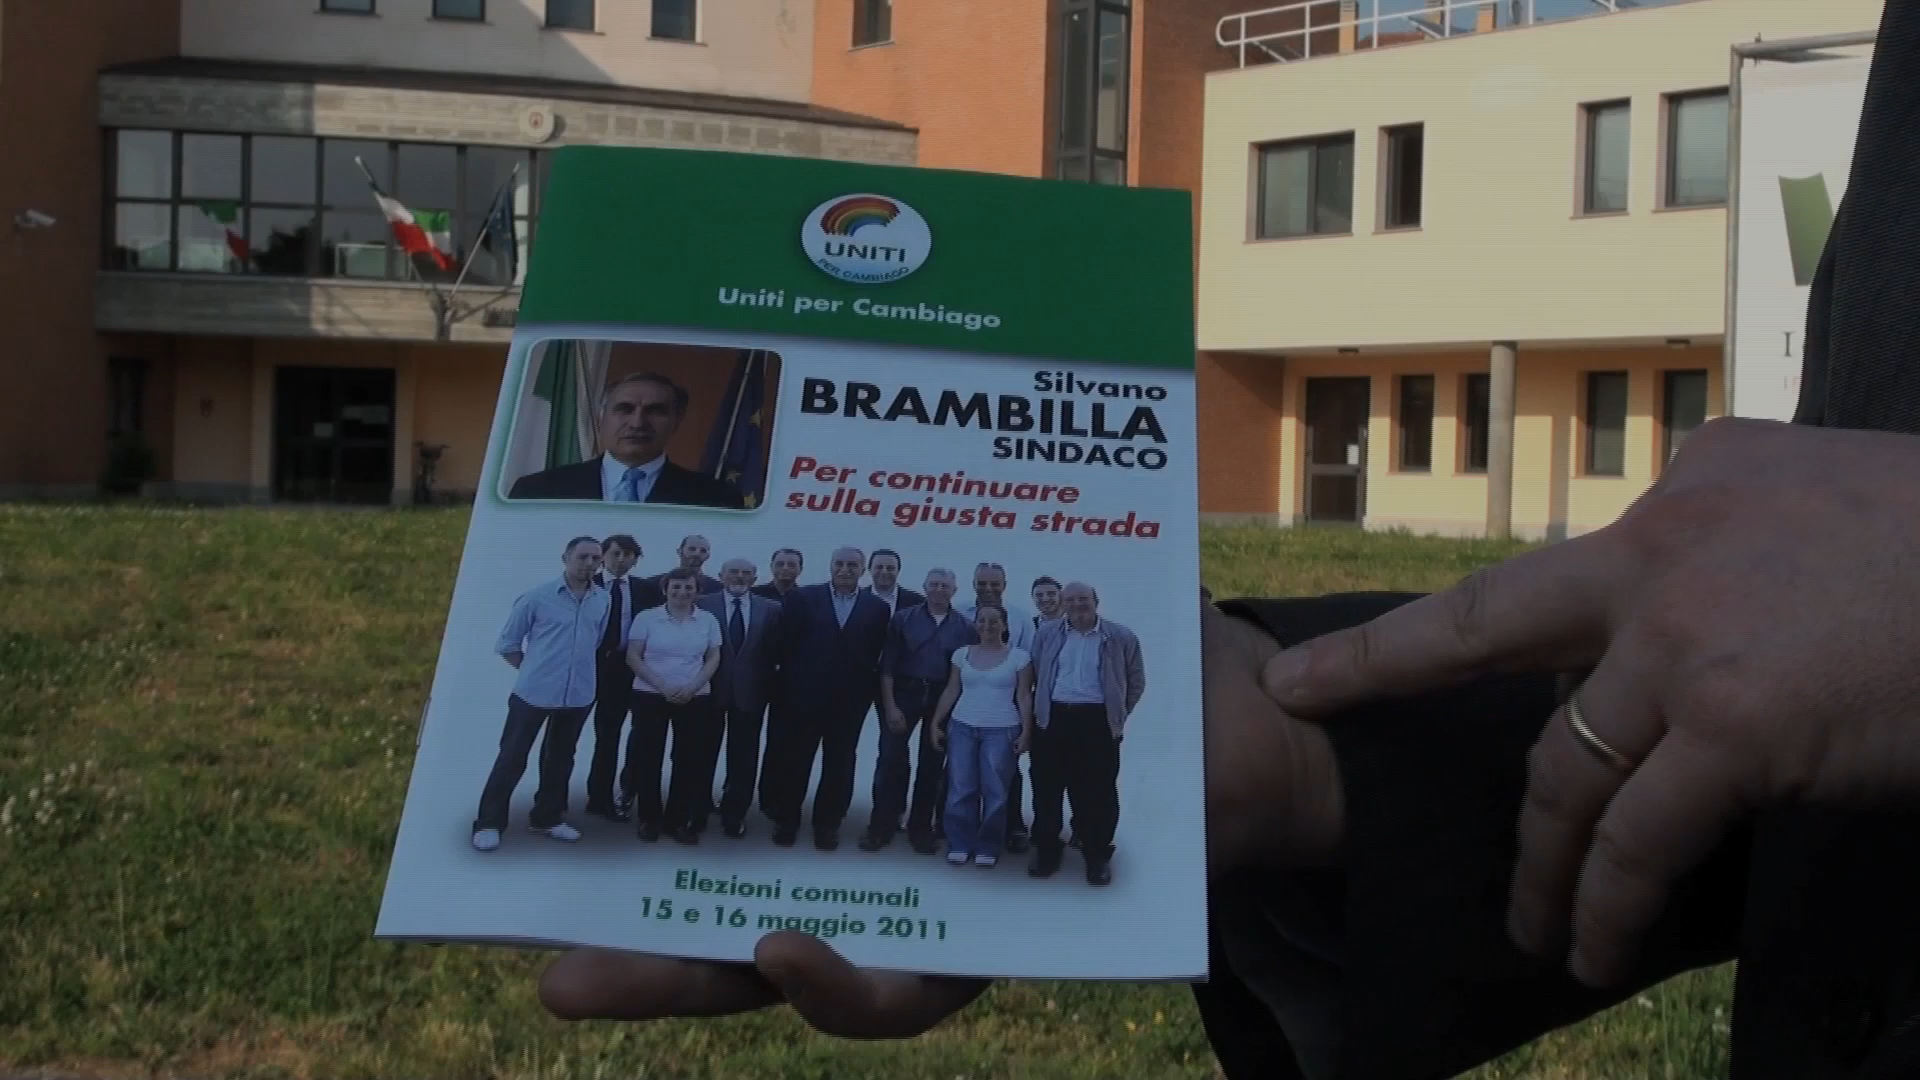 UNITI
PER CAMBIAGO
Uniti per Cambiago
Silvano
BRAMBILLA
SINDACO
Per continuare
sulla giusta strada
Elezioni comunali
15 e 16 maggio 2011